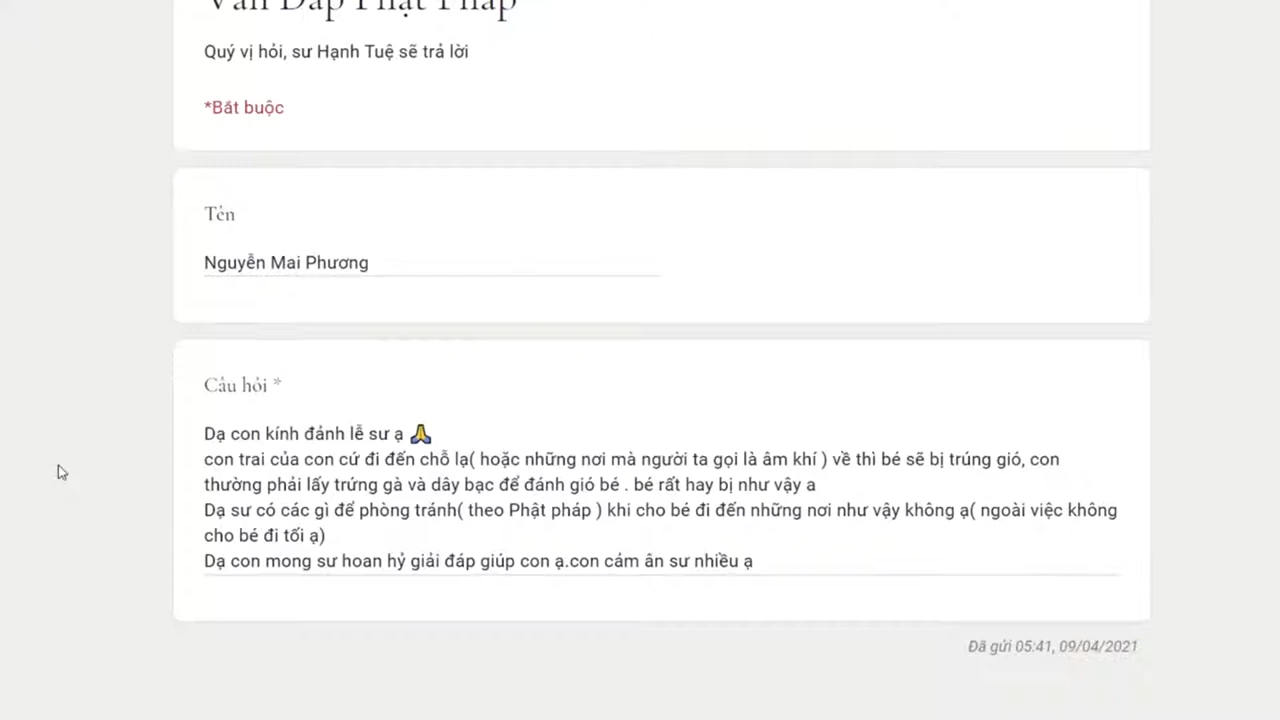 Vấn Đáp Phật Pháp
Quý vị hỏi, sư Hạnh Tuệ sẽ trả lời
*Bắt buộc
Tên
Nguyễn Mai Phương
Câu hỏi *
Dạ con kính đảnh lễ sư ạ 🙏
con trai của con cứ đi đến chỗ lạ( hoặc những nơi mà người ta gọi là âm khí ) về thì bé sẽ bị trúng gió, con
thường phải lấy trứng gà và dây bạc để đánh gió bé . bé rất hay bị như vậy a
Dạ sư có các gì để phòng tránh( theo Phật pháp ) khi cho bé đi đến những nơi như vậy không ạ( ngoài việc không
cho bé đi tối ạ)
Dạ con mong sư hoan hỷ giải đáp giúp con ạ.con cảm ân sư nhiều ạ
Đã gửi 05:41, 09/04/2021